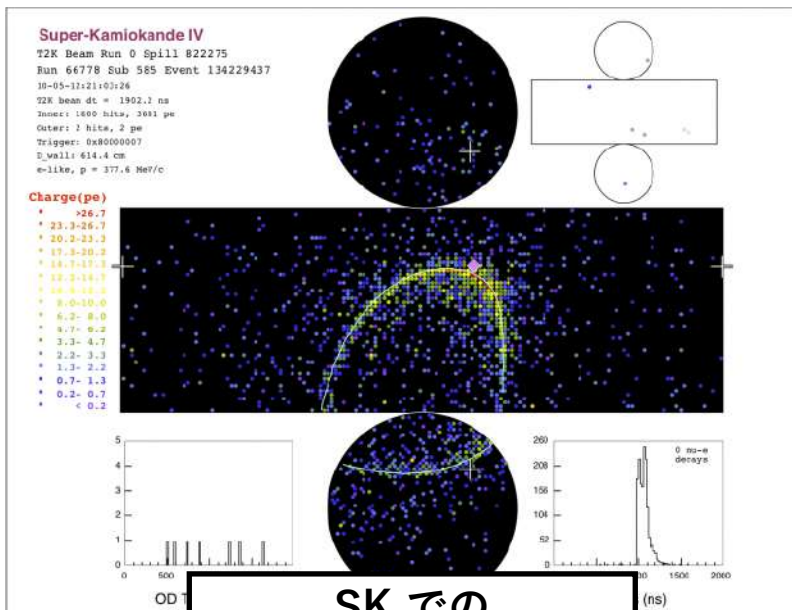 Super-Kamiokande IV
T2K Beam Run 0 Spill 822275
Run 66778 Sub 585 Event 134229437
10-05-12:21:03:26
T2K beam dt = 1902.2 ns
Inner: 1600 hits, 3681 pe
Outer: 2 hits, 2 pe
Trigger: 0x80000007
D_wall: 614.4 cm
e-like, p = 377.6 MeV/c
Charge(pe)
>26.7
23.3-26.7
20.2-23.3
17.3-20.2
14.7-17.3
12.2-14.7
8.0-10.0
6.2- 8.0
4.7- 6.2
3.3- 4.7
2.2- 3.3
1.3- 2.2
0.7- 1.3
0.2- 0.7
< 0.2
5
4
3
2
1
0
0 500
OD T
260
208
156
104
52
0
0 mu-e
decays
1500 2000
(ns)
SK での